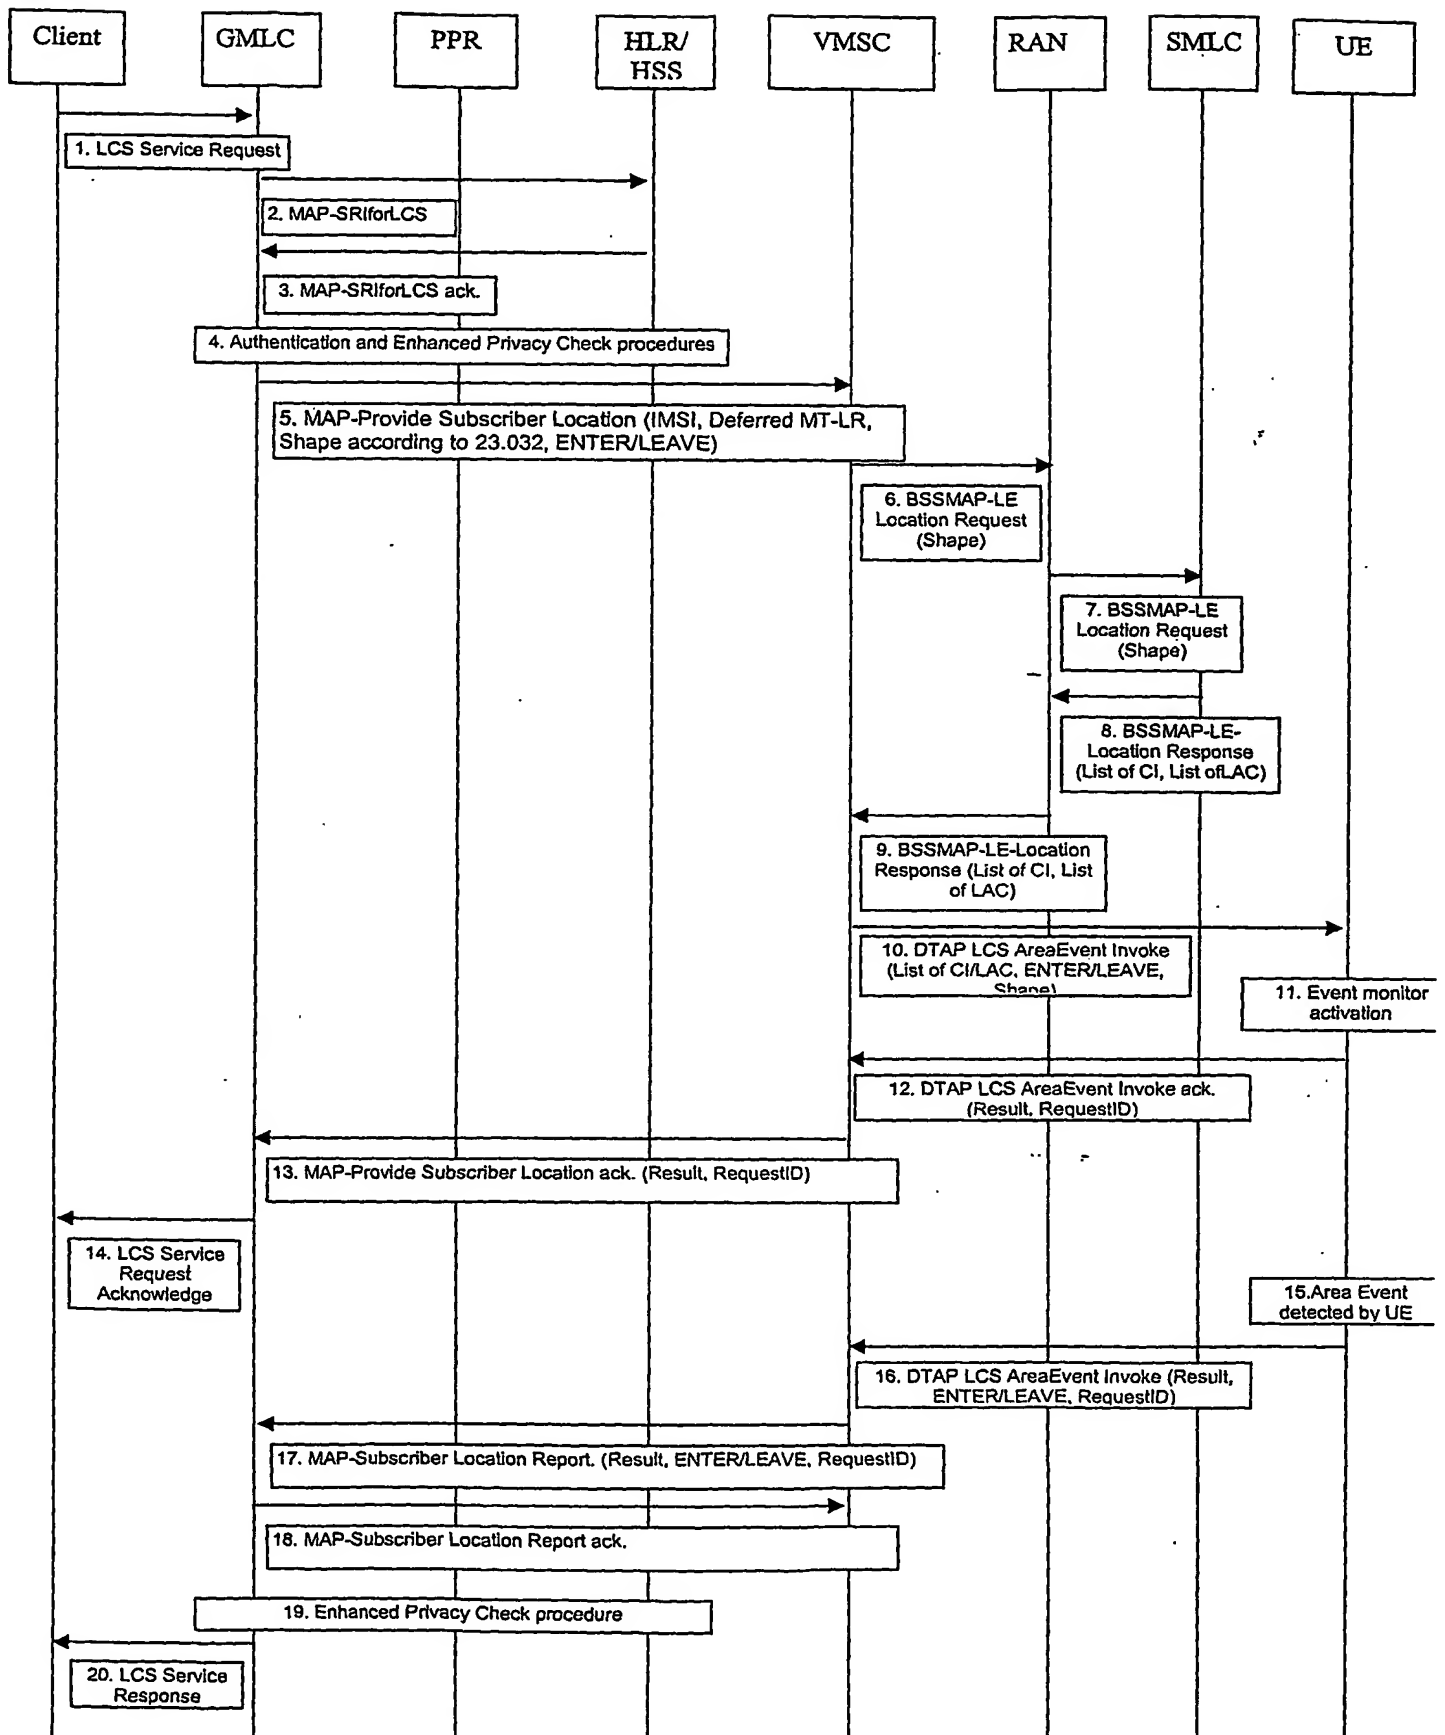 Client
GMLC
PPR
HLR/
HSS
VMSC
RAN
SMLC
UE
1. LCS Service Request
2. MAP-SRIforLCS
3. MAP-SRIforLCS ack.
4. Authentication and Enhanced Privacy Check procedures
5. MAP-Provide Subscriber Location (IMSI, Deferred MT-LR,
Shape according to 23.032, ENTER/LEAVE)
6. BSSMAP-LE
Location Request
(Shape)
7. BSSMAP-LE
Location Request
(Shape)
8. BSSMAP-LE-
Location Response
(List of CI, List ofLAC)
9. BSSMAP-LE-Location
Response (List of CI, List
of LAC)
10. DTAP LCS AreaEvent Invoke
(List of CI/LAC, ENTER/LEAVE,
Shape)
11. Event monitor
activation
12. DTAP LCS AreaEvent Invoke ack.
(Result, RequestID)
13. MAP-Provide Subscriber Location ack. (Result, RequestID)
14. LCS Service
Request
Acknowledge
15.Area Event
detected by UE
16. DTAP LCS AreaEvent Invoke (Result,
ENTER/LEAVE, RequestID)
17. MAP-Subscriber Location Report. (Result, ENTER/LEAVE, RequestID)
18. MAP-Subscriber Location Report ack.
19. Enhanced Privacy Check procedure
20. LCS Service
Response